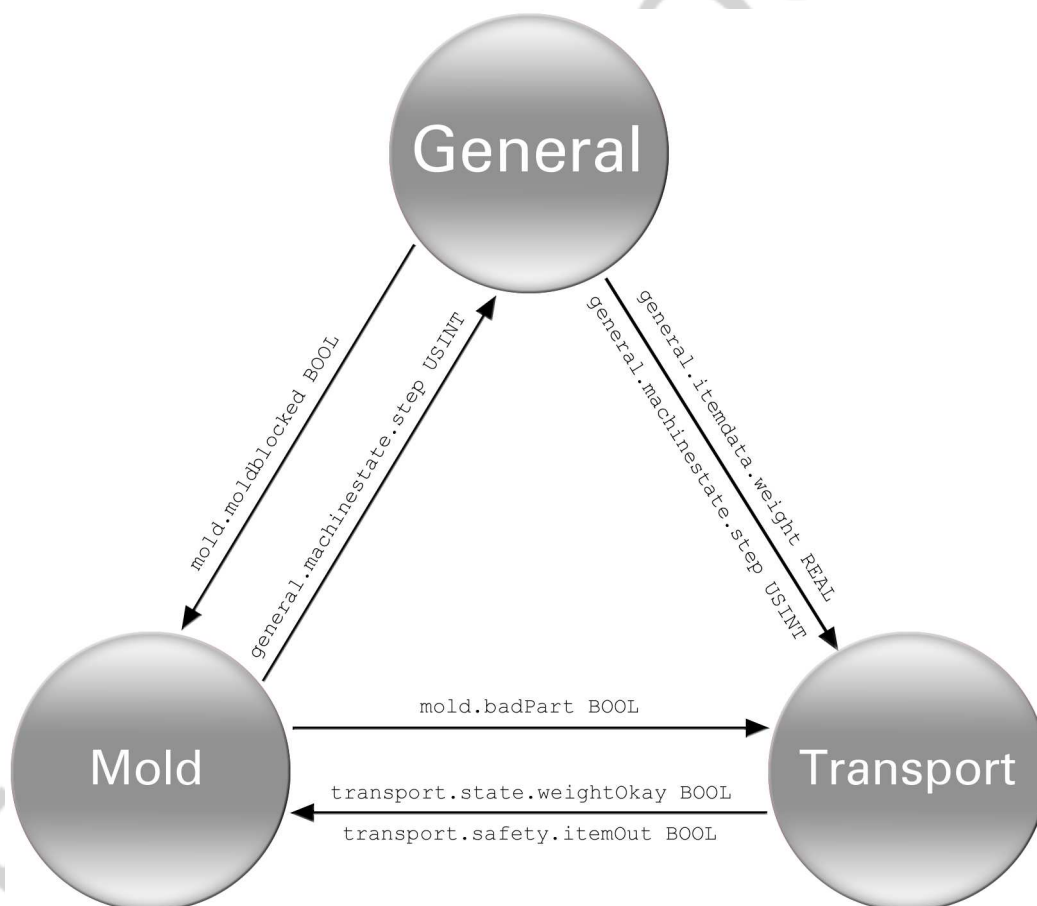 General
mold.moldblocked BOOL
general.machinestate.step USINT
general.itemdata.weight REAL
general.machinestate.step USINT
mold.badPart BOOL
Mold
Transport
transport.state.weightOkay BOOL
transport.safety.itemOut BOOL